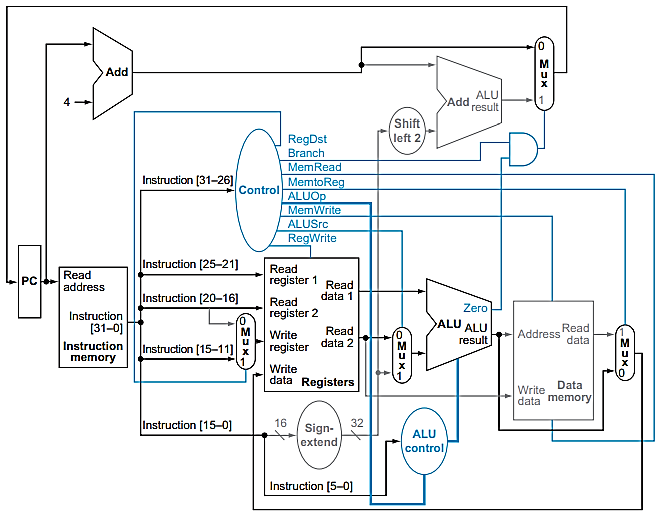 0
M
u
x
1
Add
4
Add
ALU
result
Shift
left 2
RegDst
Branch
MemRead
MemtoReg
ALUOp
MemWrite
ALUSrc
RegWrite
Control
Instruction [31–26]
Instruction [25–21]
Instruction [20–16]
Instruction [15–11]
Instruction [15–0]
Instruction [5–0]
PC
Read
address
Instruction
[31–0]
Instruction
memory
0
M
u
x
1
Read
register 1
Read
register 2
Write
register
Write
data
Read
data 1
Read
data 2
Registers
0
M
u
x
1
Zero
ALU
ALU
result
Address
Read
data
Write
data
Data
memory
1
M
u
x
0
16
Sign-
extend
32
ALU
control